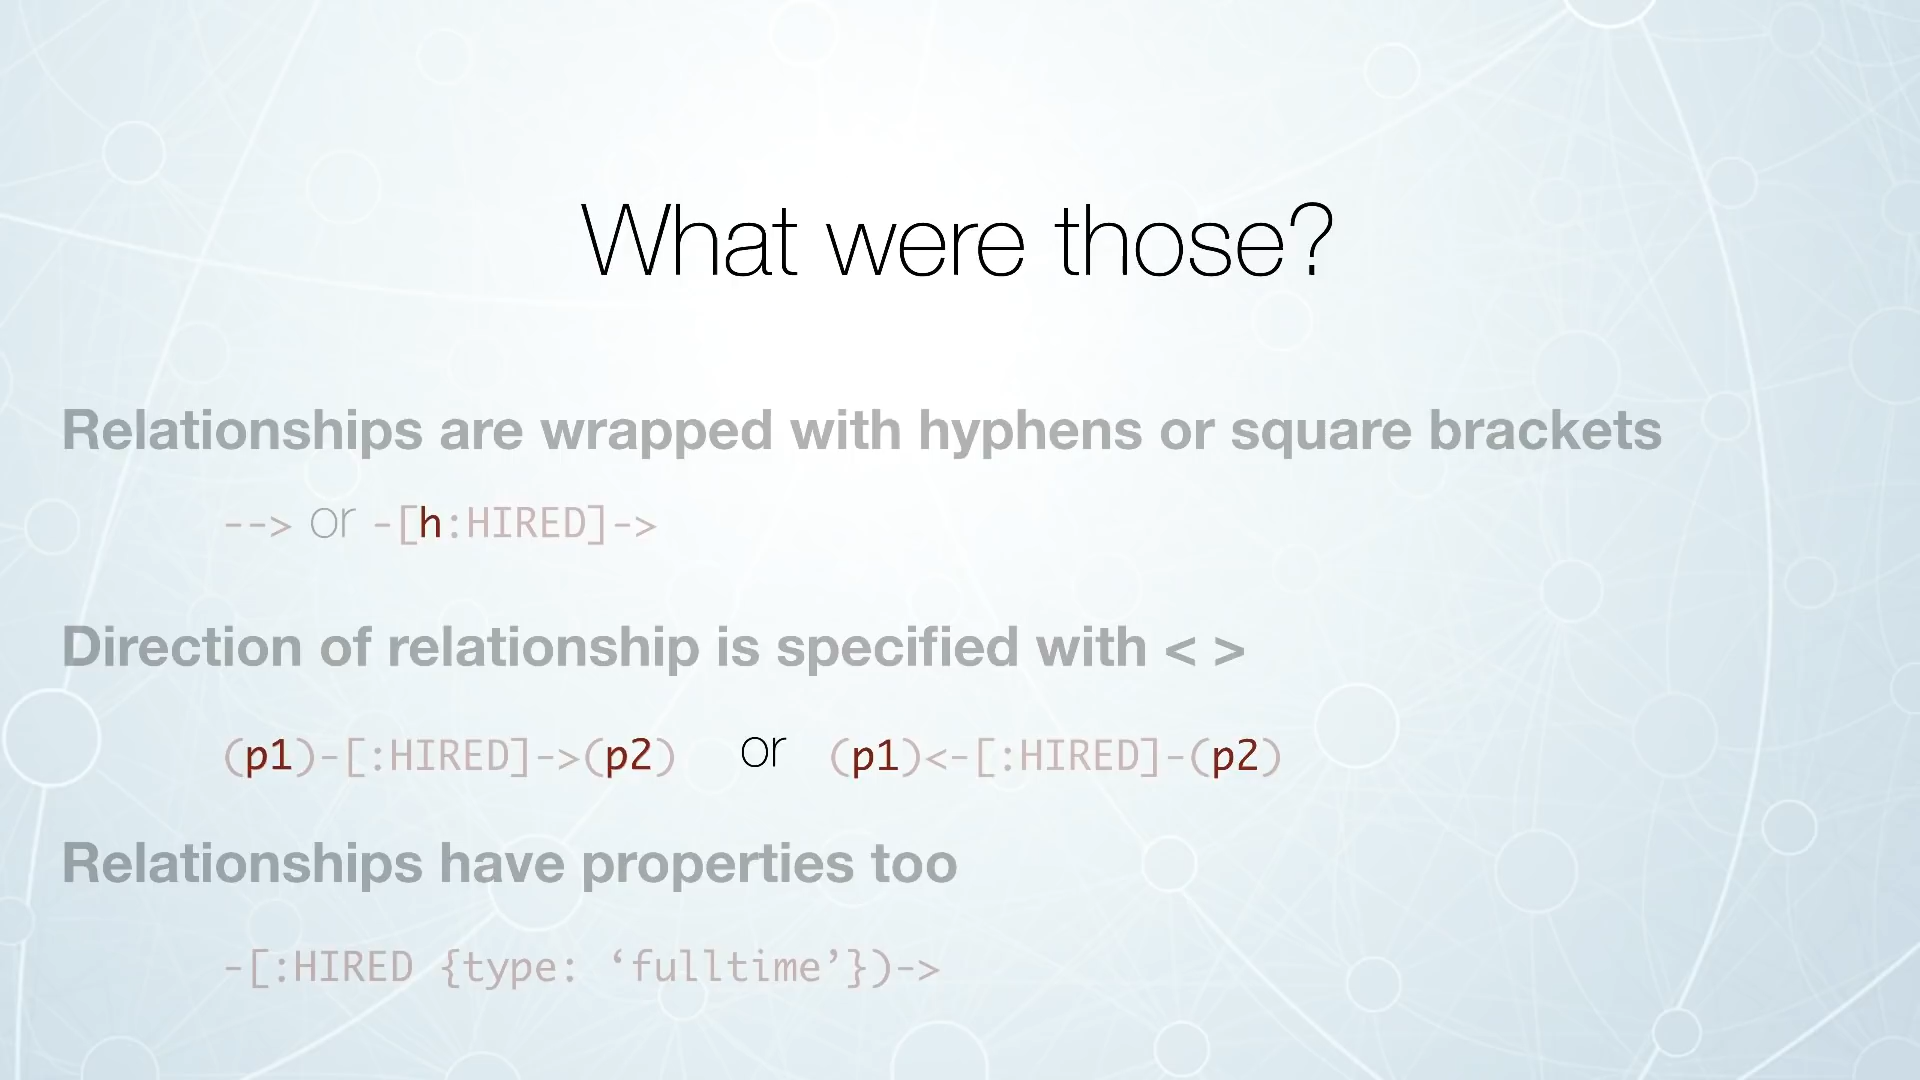 What were those?
Relationships are wrapped with hyphens or square brackets
--> or -[h:HIRED]->
Direction of relationship is specified with < >
(p1)-[:HIRED]->(p2) or (p1)<-[:HIRED]-(p2)
Relationships have properties too
-[:HIRED {type: ‘fulltime’})->